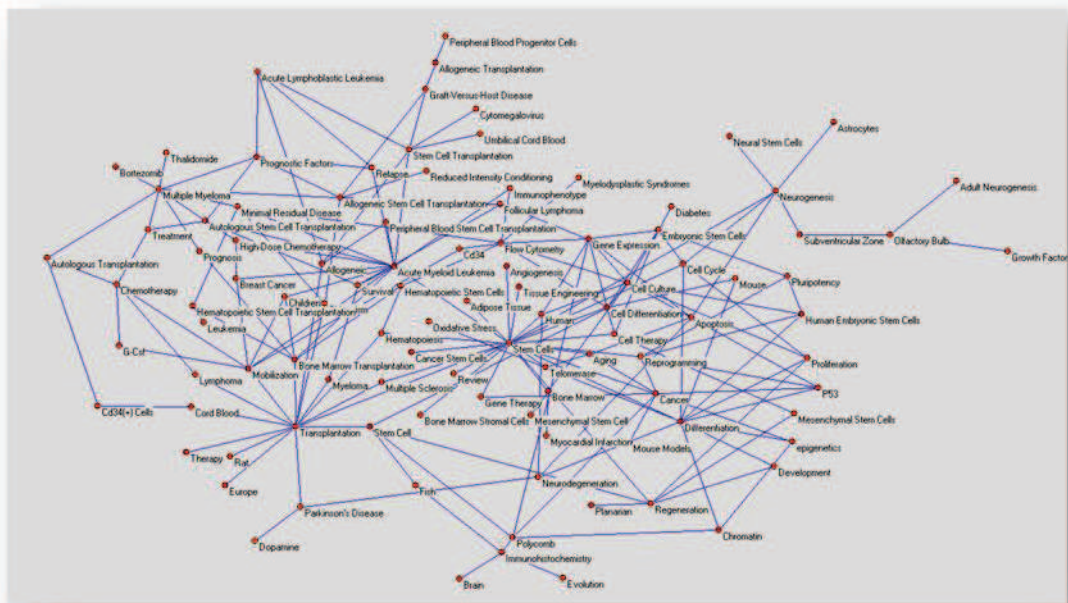 Peripheral Blood Progenitor Cells
Allogeneic Transplantation
Acute Lymphoblastic Leukemia
Graft-Versus-Host Disease
Cytomegalovirus
Astrocytes
Neural Stem Cells
Umbilical Cord Blood
Stem Cell Transplantation
Thalidomide
Prognostic Factors
Bortezomib
Relapse
Reduced Intensity Conditioning
Myelodysplastic Syndromes
Adult Neurogenesis
Multiple Myeloma
Immunophenotype
Neurogenesis
Allogeneic Stem Cell Transplantation
Minimal Residual Disease
Follicular Lymphoma
Diabetes
Autologous Stem Cell Transplantation
Peripheral Blood Stem Cell Transplantation
Treatment
Embryonic Stem Cells
Subventricular Zone
Olfactory Bulb
High-Dose Chemotherapy
Flow Cytometry
Gene Expression
Cd34
Growth Factor
Prognosis
Autologous Transplantation
Allogeneic
Acute Myeloid Leukemia
Angiogenesis
Cell Cycle
Breast Cancer
Survival
Hematopoietic Stem Cells
Tissue Engineering
Cell Culture
Mouse
Pluripotency
Chemotherapy
Children
Adipose Tissue
Hematopoietic Stem Cell Transplantation
Human
Cell Differentiation
Apoptosis
Human Embryonic Stem Cells
Leukemia
Oxidative Stress
Hematopoiesis
Cell Therapy
G-Csf
Stem Cells
Bone Marrow Transplantation
Cancer Stem Cells
Aging
Reprogramming
Proliferation
Lymphoma
Mobilization
Myeloma
Multiple Sclerosis
Review
Telomerase
P53
Gene Therapy
Bone Marrow
Cancer
Cd34(+) Cells
Cord Blood
Bone Marrow Stromal Cells
Mesenchymal Stem Cell
Mesenchymal Stem Cells
Transplantation
Stem Cell
Differentiation
Myocardial Infarction
Mouse Models
epigenetics
Therapy
Rat
Development
Europe
Fish
Neurodegeneration
Parkinson's Disease
Planarian
Regeneration
Chromatin
Dopamine
Polycomb
Immunohistochemistry
Brain
Evolution